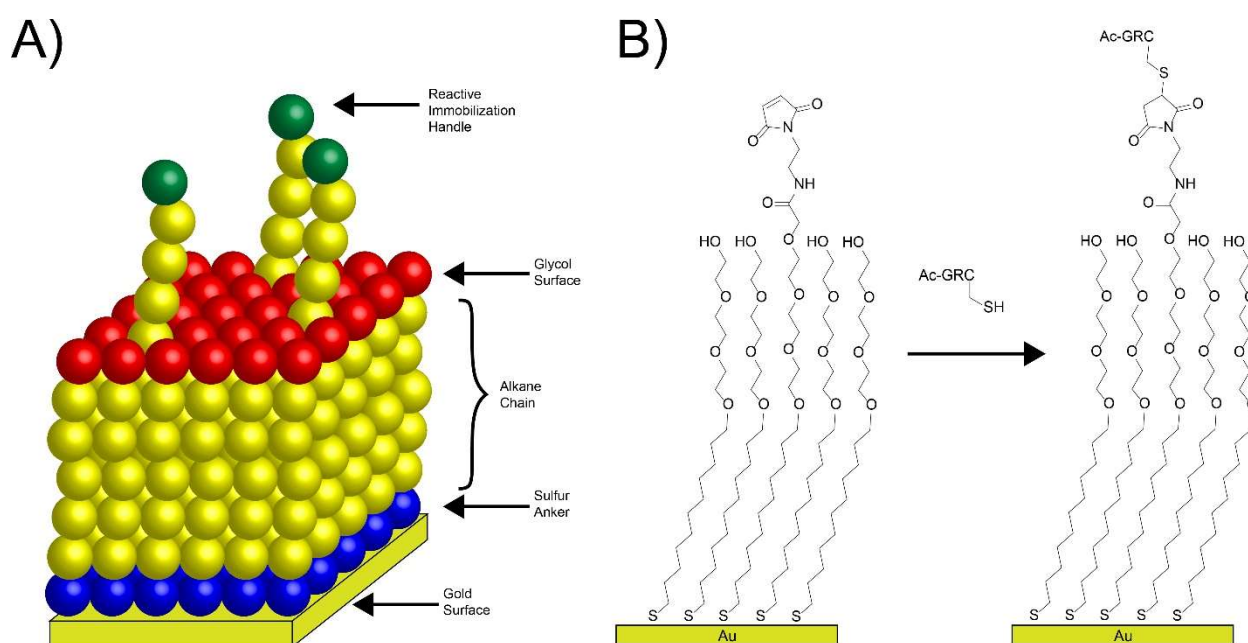 A)
Reactive
Immobilization
Handle
Glycol
Surface
Alkane
Chain
Sulfur
Anker
Gold
Surface
B)
O
N
O
NH
O
HO HO O HO HO
O O O O O
O O O O O
O O O O O
S S S S S
Au
Ac-GRC
SH
Ac-GRC
S
O
N
O
NH
O
HO HO O HO HO
O O O O O
O O O O O
O O O O O
S S S S S
Au